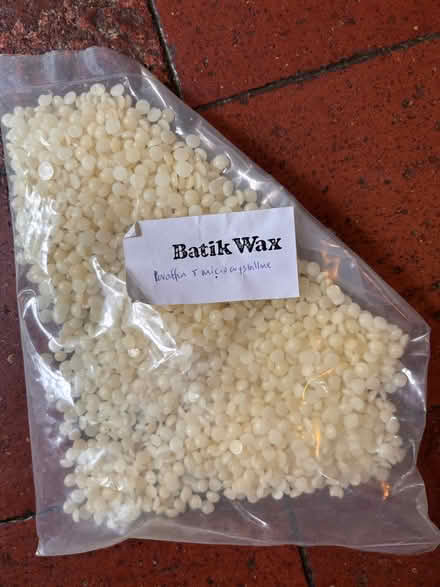 Batik Wax
Paraffin & microcrystalline